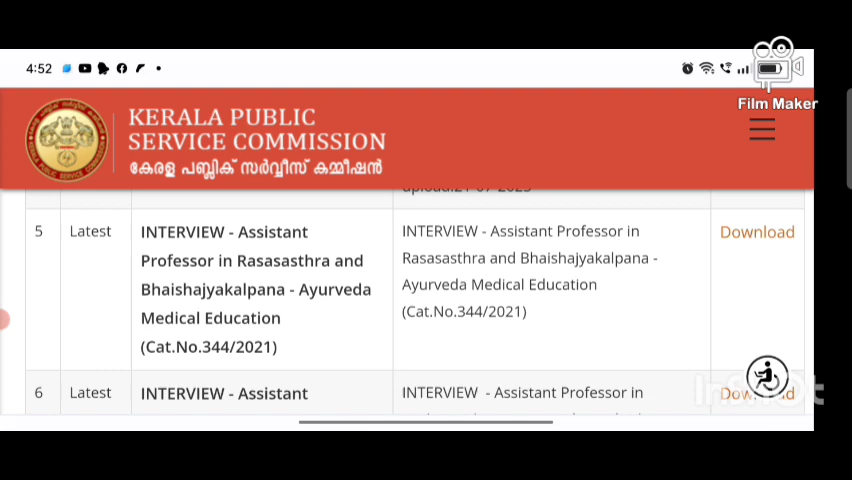 4:52
Film Maker
KERALA PUBLIC
SERVICE COMMISSION
കേരള പബ്ലിക് സർവ്വീസ് കമ്മീഷൻ
5
Latest
INTERVIEW - Assistant
Professor in Rasasasthra and
Bhaishajyakalpana - Ayurveda
Medical Education
(Cat.No.344/2021)
INTERVIEW - Assistant Professor in
Rasasasthra and Bhaishajyakalpana -
Ayurveda Medical Education
(Cat.No.344/2021)
Download
6
Latest
INTERVIEW - Assistant
INTERVIEW - Assistant Professor in
Download
InShOt